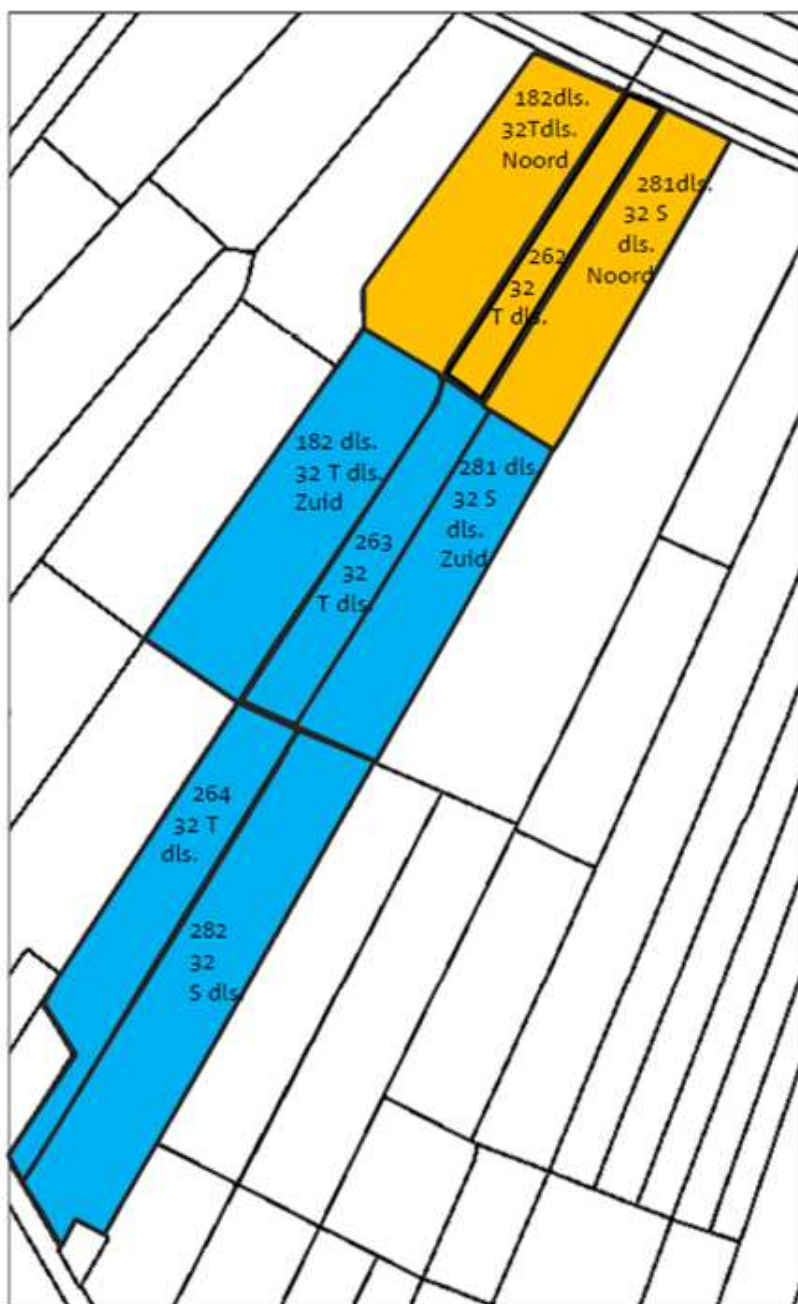 182dls.
32Tdls.
Noord
281dls.
32 S
dls.
Noord
262
32
T dls.
182 dls.
32 T dls.
Zuid
281 dls.
32 S
dls.
Zuid
263
32
T dls.
264
32 T
dls.
282
32
S dls.